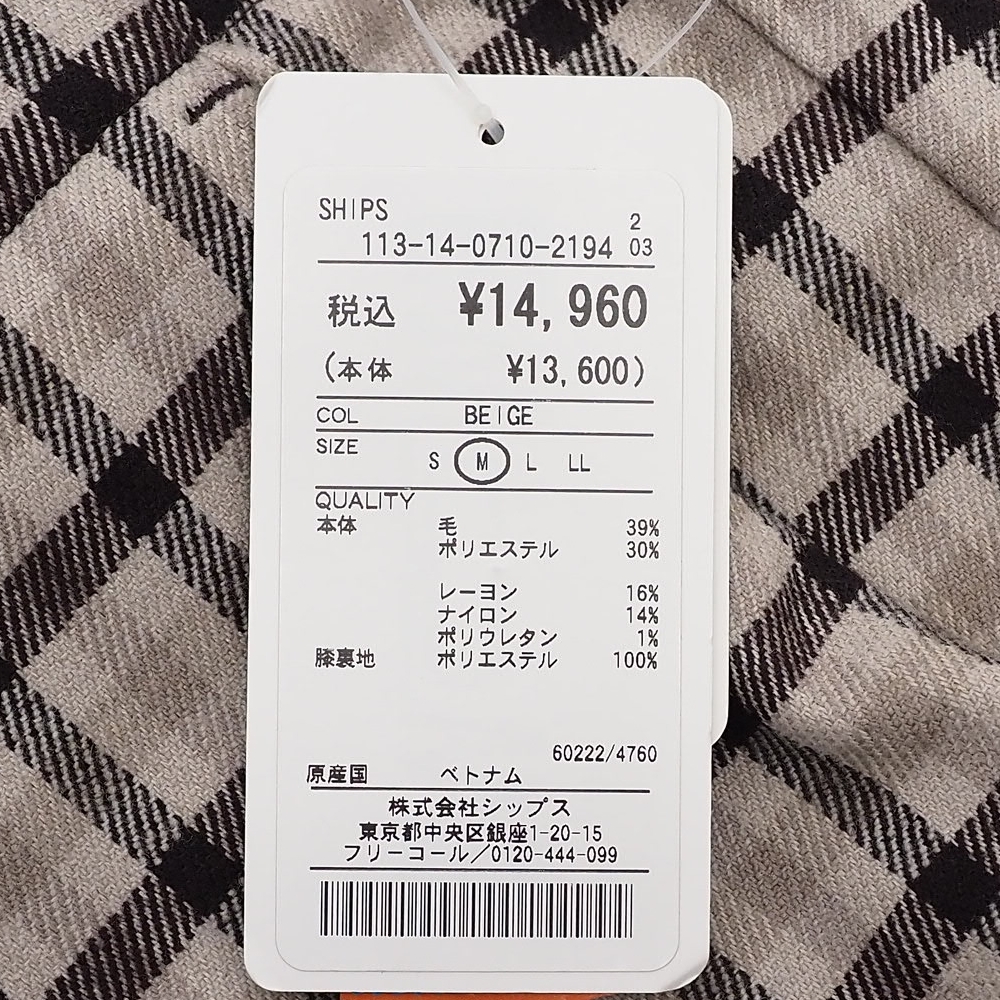 SHIPS 2
113-14-0710-2194 03
税込 ¥14,960
(本体 ¥13,600)
COL BEIGE
SIZE S M L LL
QUALITY
本体 毛 39%
ポリエステル 30%
レーヨン 16%
ナイロン 14%
ポリウレタン 1%
膝裏地 ポリエステル 100%
60222/4760
原産国 ベトナム
株式会社シップス
東京都中央区銀座1-20-15
フリーコール/0120-444-099